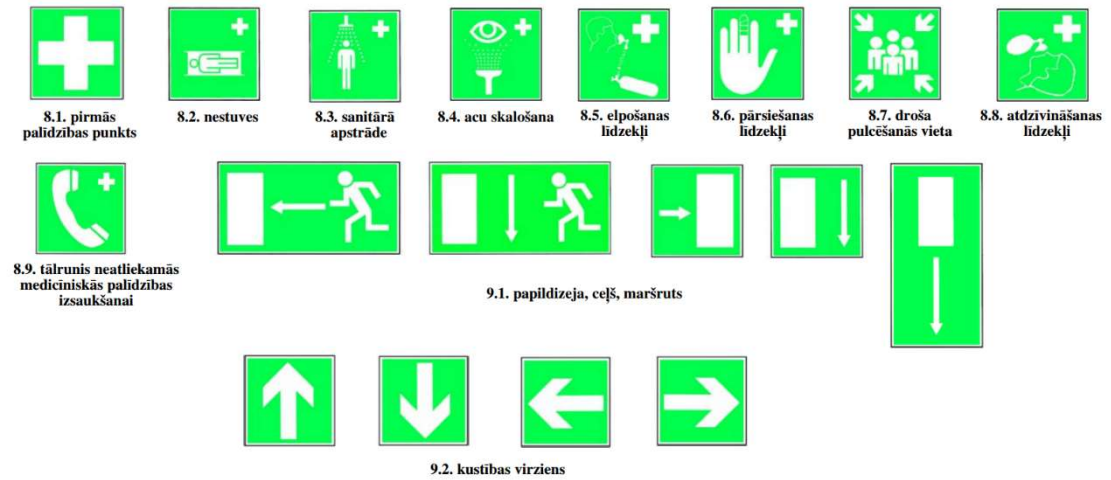 8.1. pirmās
palīdzības punkts
8.2. nestuves
8.3. sanitārā
apstrāde
8.4. acu skalošana
8.5. elpošanas
līdzekļi
8.6. pārsiešanas
līdzekļi
8.7. droša
pulcēšanās vieta
8.8. atdzīvināšanas
līdzekļi
8.9. tālrunis neatliekamās
medicīniskās palīdzības
izsaukšanai
9.1. papildizeja, ceļš, maršruts
9.2. kustības virziens